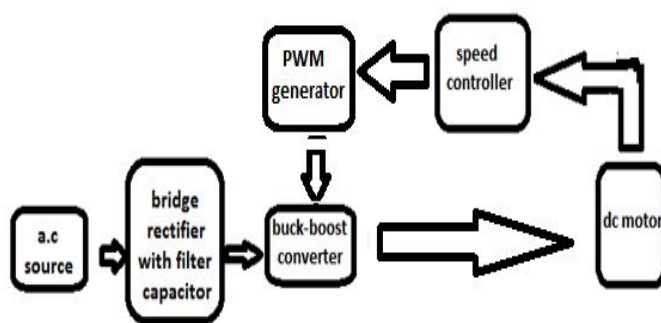 PWM
generator
speed
controller
a.c
source
bridge
rectifier
with filter
capacitor
buck-boost
converter
dc motor